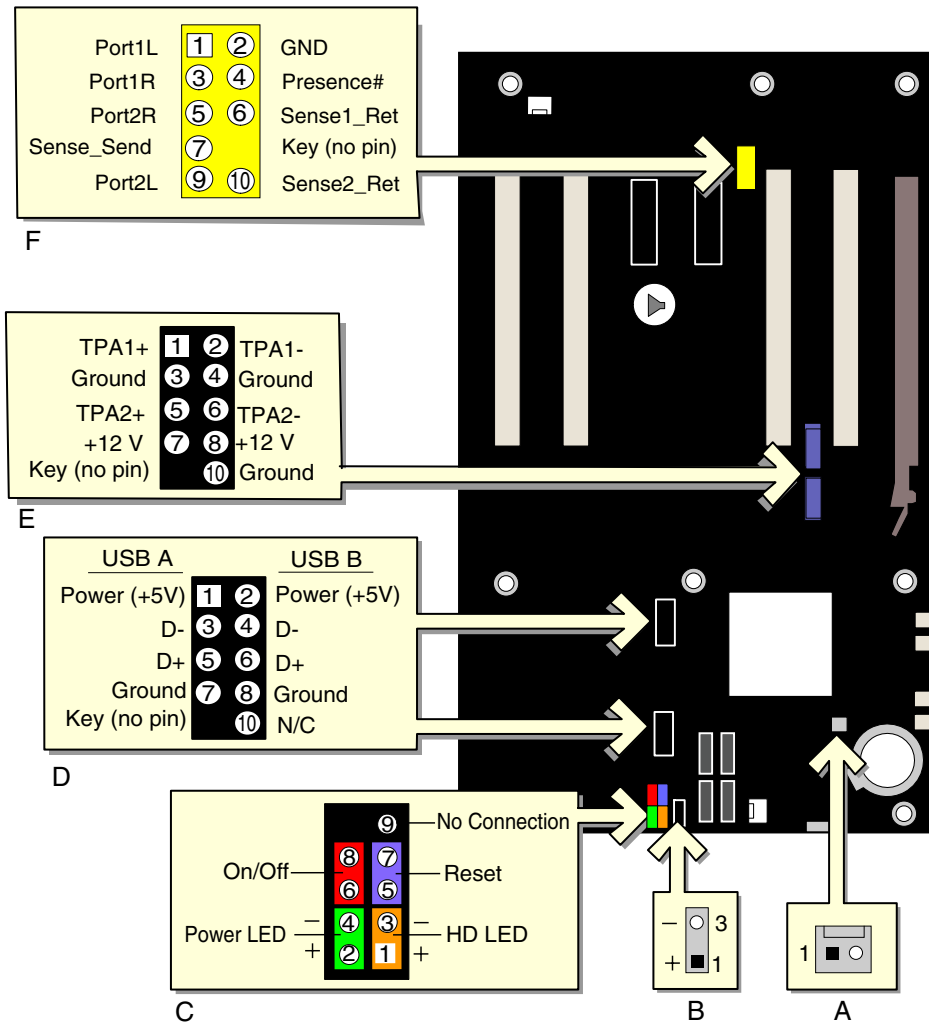 Port1L 1 2 GND
Port1R 3 4 Presence#
Port2R 5 6 Sense1_Ret
Sense_Send 7 Key (no pin)
Port2L 9 10 Sense2_Ret
F
TPA1+ 1 2 TPA1-
Ground 3 4 Ground
TPA2+ 5 6 TPA2-
+12 V 7 8 +12 V
Key (no pin) 10 Ground
E
USB A USB B
Power (+5V) 1 2 Power (+5V)
D- 3 4 D-
D+ 5 6 D+
Ground 7 8 Ground
Key (no pin) 10 N/C
D
9 No Connection
On/Off 8 7 Reset
6 5
Power LED − 4 3 − HD LED
+ 2 1 +
C
− 3
+ 1
B
1
A